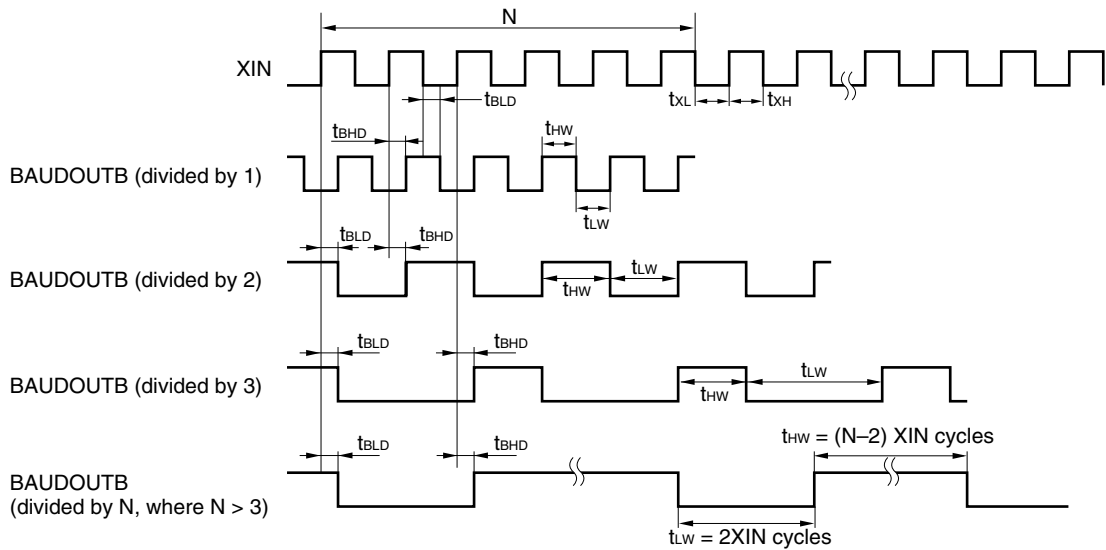 N
XIN
tBLD
tXL
tXH
tBHD
tHW
BAUDOUTB (divided by 1)
tLW
tBLD
tBHD
tLW
BAUDOUTB (divided by 2)
tHW
tBLD
tBHD
tLW
BAUDOUTB (divided by 3)
tHW
tHW = (N–2) XIN cycles
tBLD
tBHD
BAUDOUTB
(divided by N, where N > 3)
tLW = 2XIN cycles